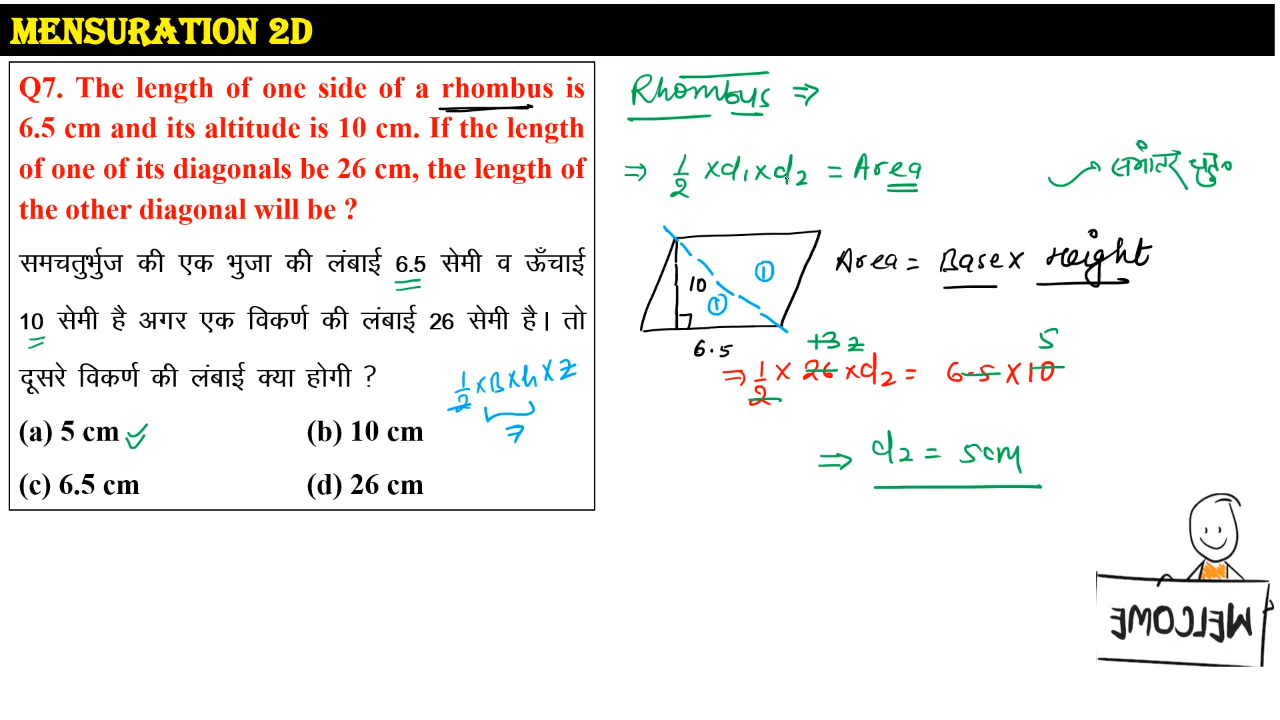 MENSURATION 2D
Q7. The length of one side of a rhombus is
6.5 cm and its altitude is 10 cm. If the length
of one of its diagonals be 26 cm, the length of
the other diagonal will be ?
समचतुर्भुज की एक भुजा की लंबाई 6.5 सेमी व ऊँचाई
10 सेमी है अगर एक विकर्ण की लंबाई 26 सेमी है। तो
दूसरे विकर्ण की लंबाई क्या होगी ?
(a) 5 cm
(b) 10 cm
(c) 6.5 cm
(d) 26 cm
1/2 × B × h × 2
Rhombus ⇒
⇒ 1/2 × d1 × d2 = Area
10
1
1
6.5
Area = Base × Height
13 2
5
⇒ 1/2 × 26 × d2 = 6.5 × 10
⇒ d2 = 5cm
WELCOME